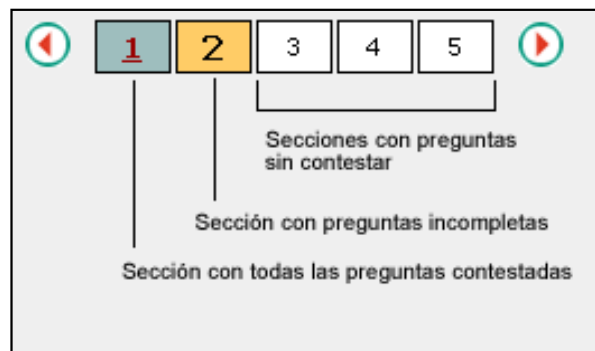 1 2 3 4 5
Secciones con preguntas
sin contestar
Sección con preguntas incompletas
Sección con todas las preguntas contestadas